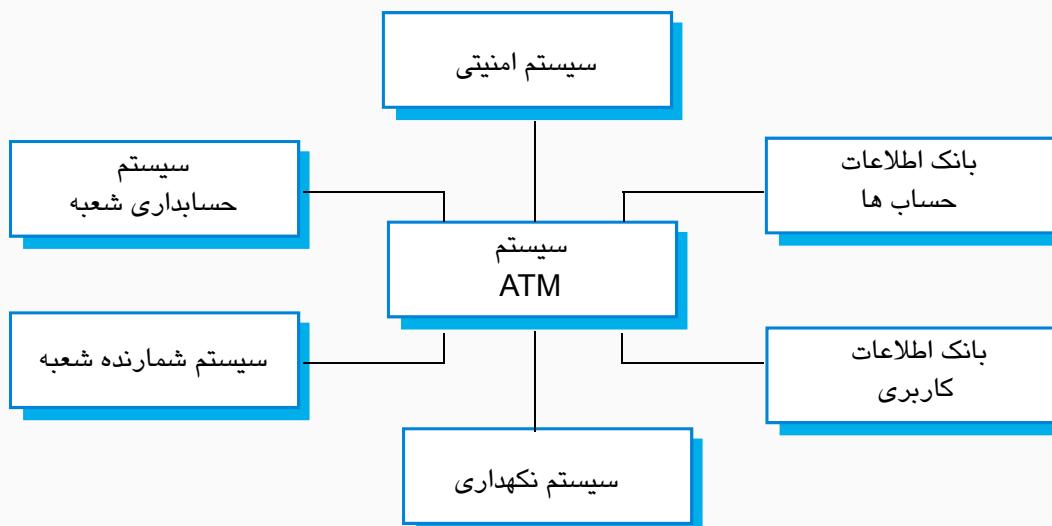 سیستم امنیتی
بانک اطلاعات
حساب ها
سیستم
حسابداری شعبه
سیستم
ATM
بانک اطلاعات
کاربری
سیستم شمارنده شعبه
سیستم نکهداری